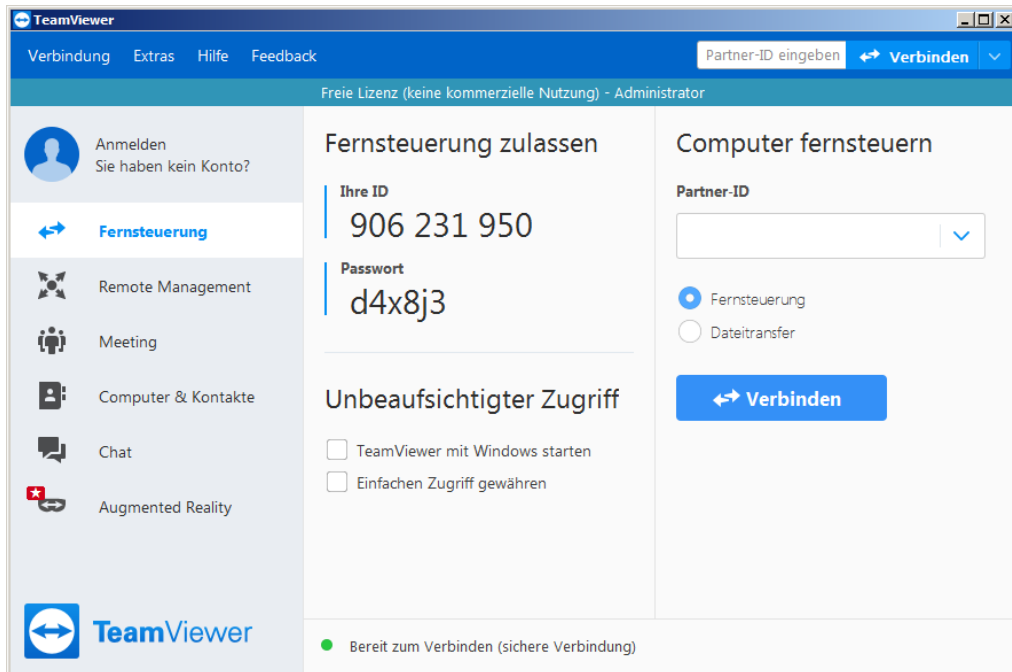 TeamViewer
Verbindung Extras Hilfe Feedback
Partner-ID eingeben
Verbinden
Freie Lizenz (keine kommerzielle Nutzung) - Administrator
Anmelden
Sie haben kein Konto?
Fernsteuerung
Remote Management
Meeting
Computer & Kontakte
Chat
Augmented Reality
TeamViewer
Fernsteuerung zulassen
Ihre ID
906 231 950
Passwort
d4x8j3
Unbeaufsichtigter Zugriff
TeamViewer mit Windows starten
Einfachen Zugriff gewähren
Computer fernsteuern
Partner-ID
Fernsteuerung
Dateitransfer
Verbinden
Bereit zum Verbinden (sichere Verbindung)